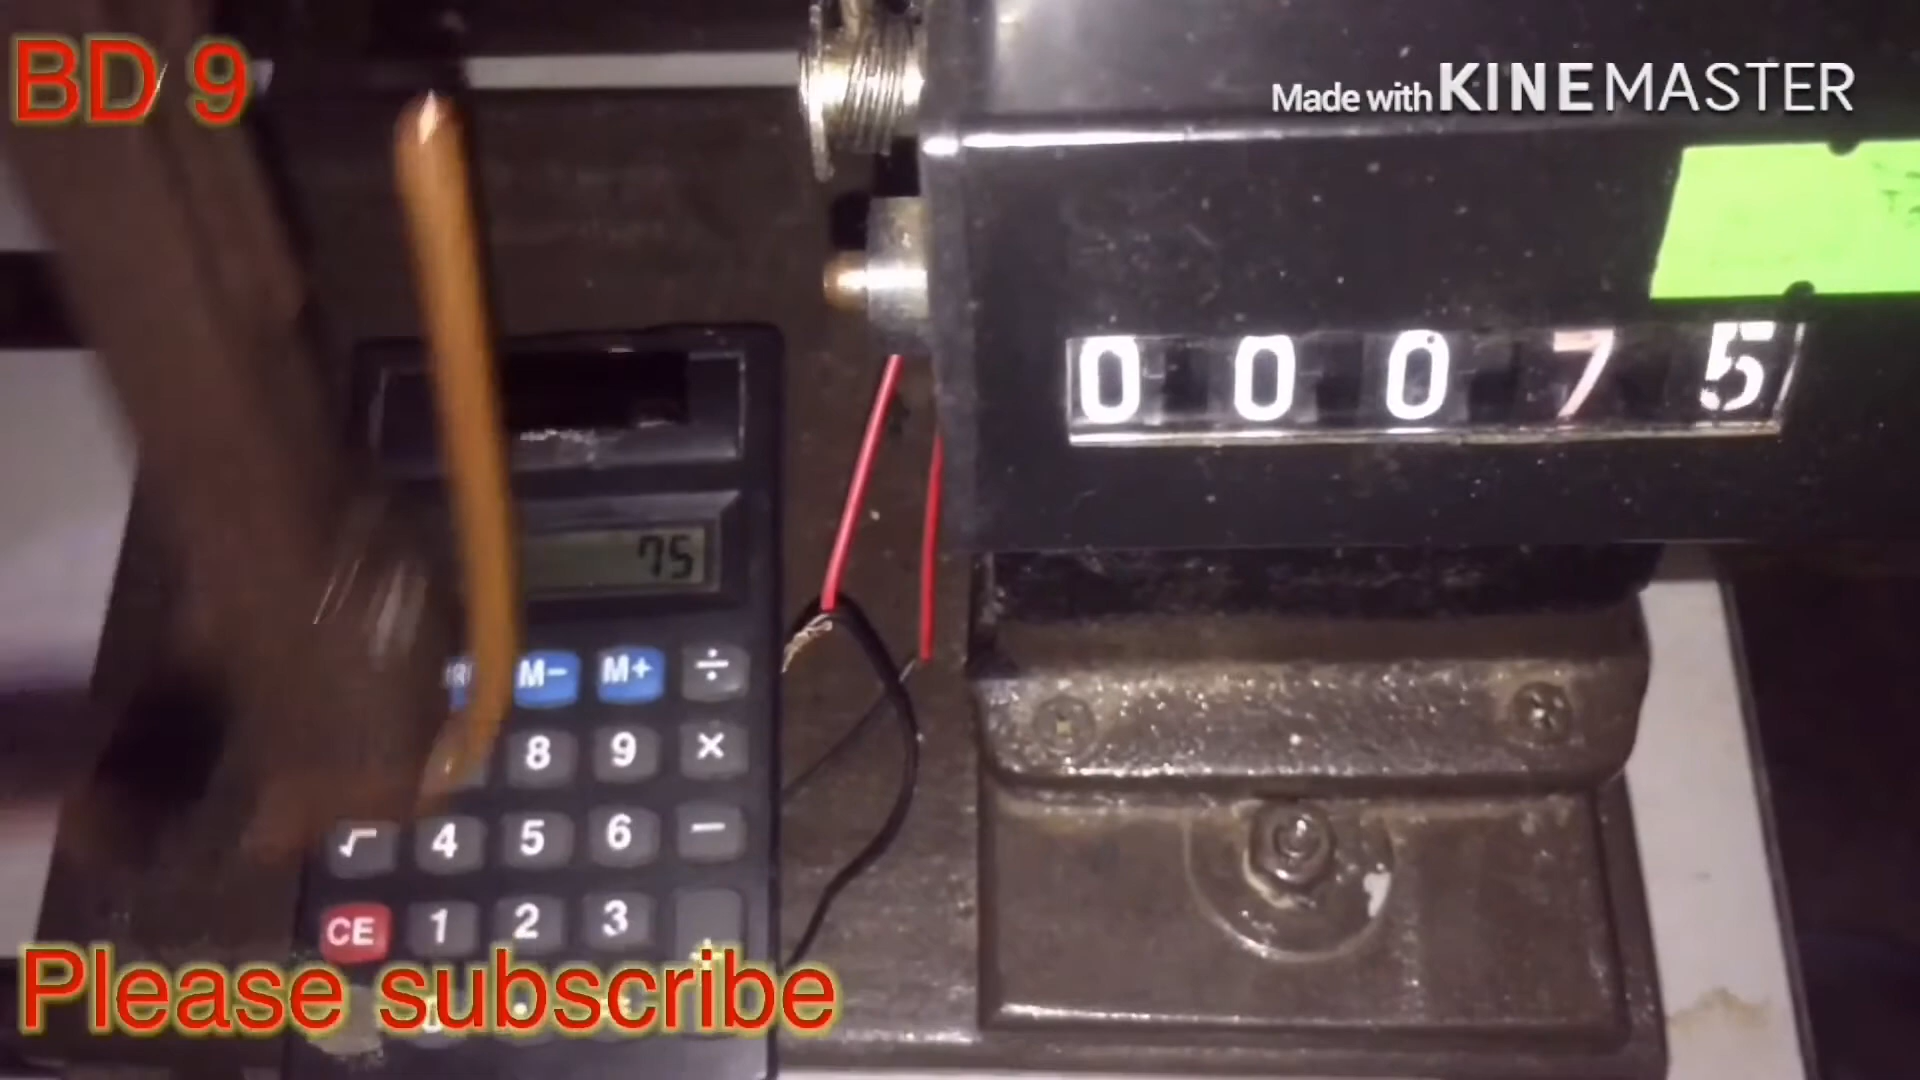 BD 9
Made with KINEMASTER
0 0 0 7 5
75
M- M+ ÷
8 9 ×
√ 4 5 6 −
CE 1 2 3
Please subscribe